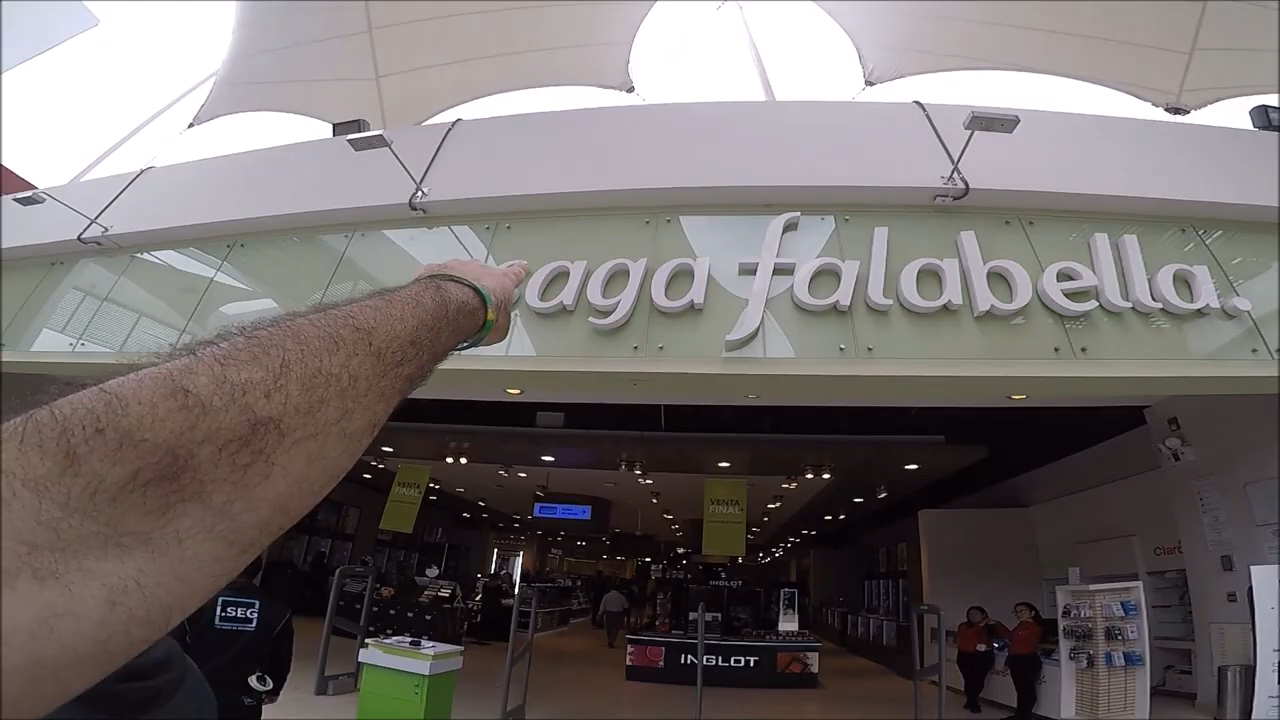 saga falabella.
VENTA
FINAL
VENTA
FINAL
INGLOT
INGLOT
.SEG
Claro